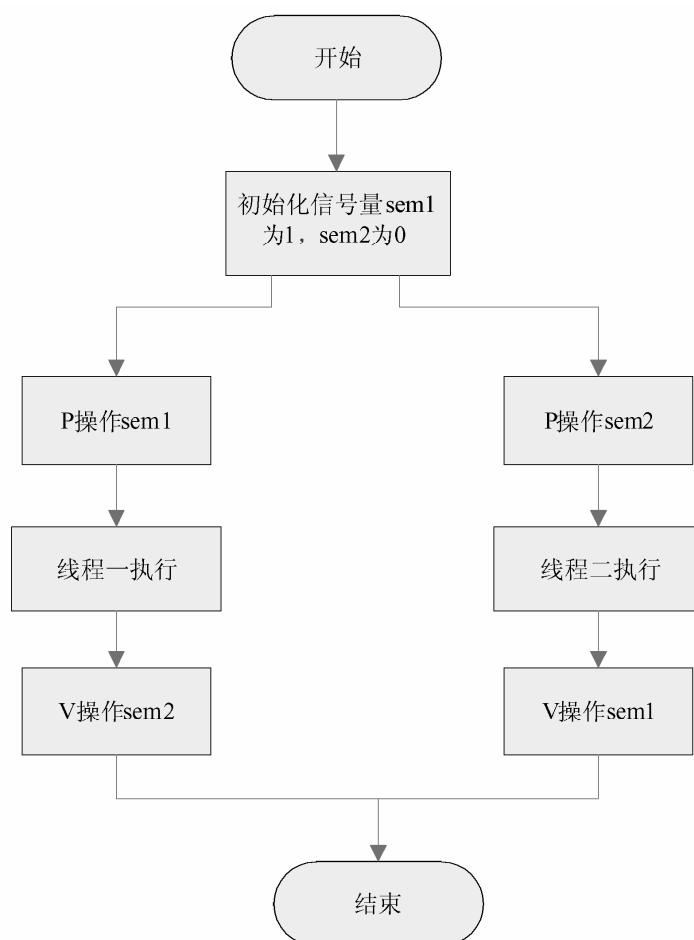 开始
初始化信号量sem1
为1，sem2为0
P操作sem1
P操作sem2
线程一执行
线程二执行
V操作sem2
V操作sem1
结束